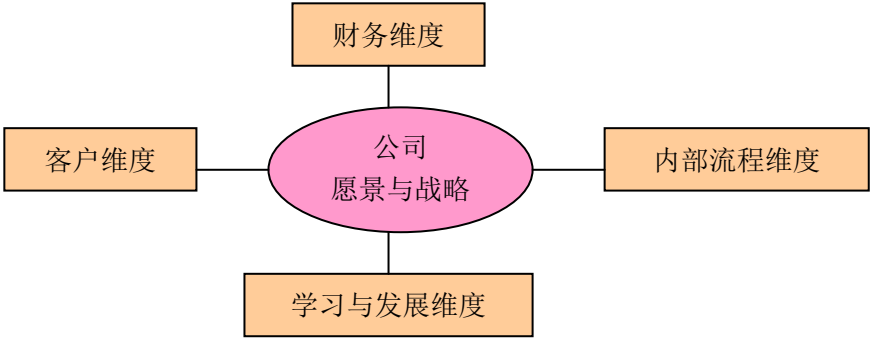 财务维度
公司
愿景与战略
客户维度
内部流程维度
学习与发展维度